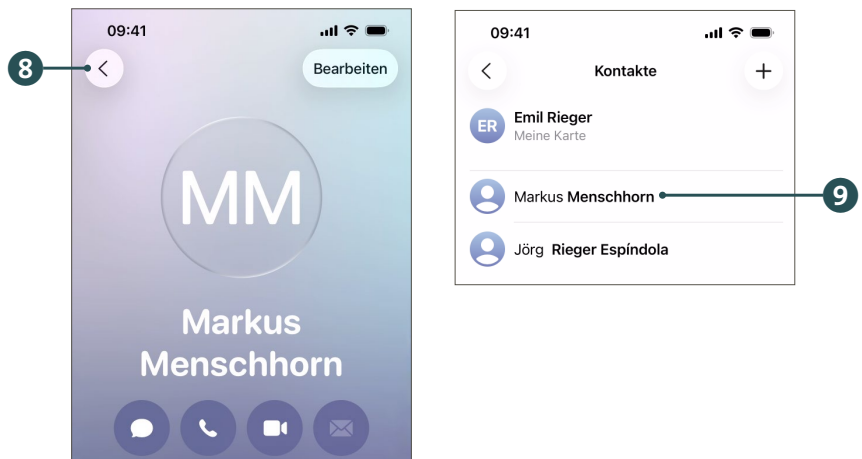 09:41
8
Bearbeiten
MM
Markus
Menschhorn
09:41
Kontakte
ER
Emil Rieger
Meine Karte
Markus Menschhorn
9
Jörg Rieger Espíndola